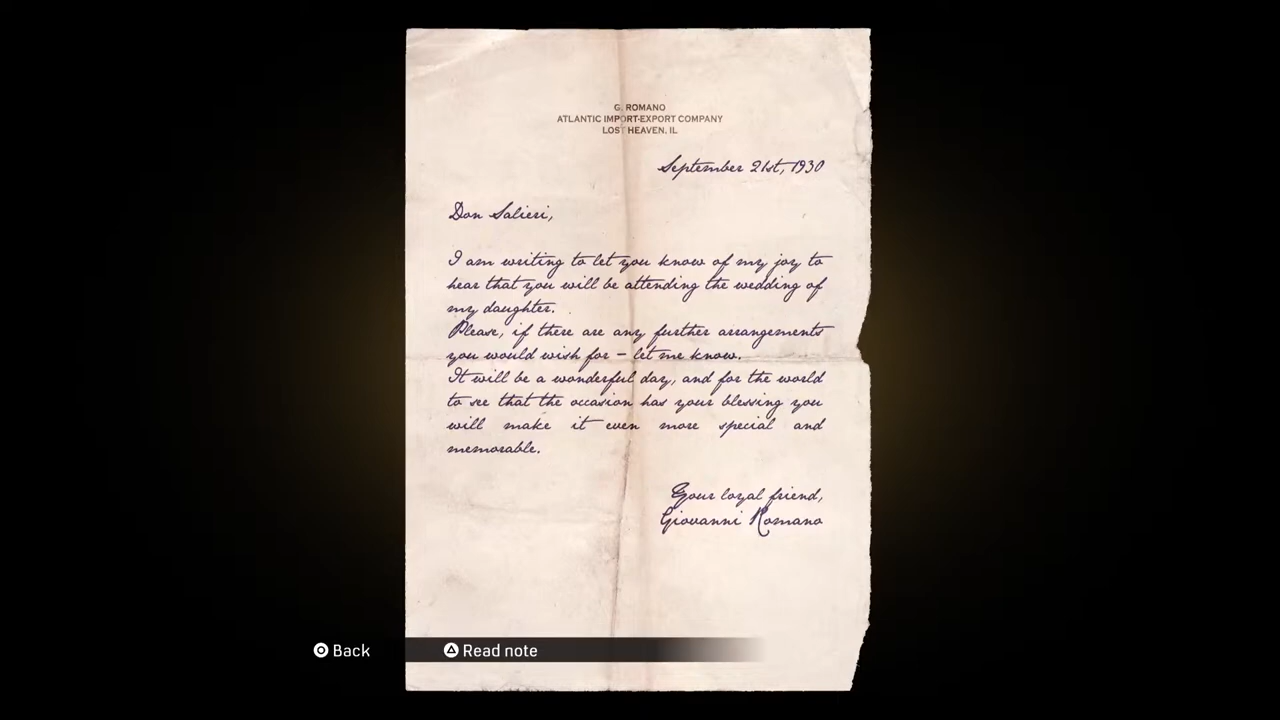 G. ROMANO
ATLANTIC IMPORT-EXPORT COMPANY
LOST HEAVEN, IL
September 21st, 1930
Don Salieri,
I am writing to let you know of my joy to
hear that you will be attending the wedding of
my daughter.
Please, if there are any further arrangements
you would wish for – let me know.
It will be a wonderful day, and for the world
to see that the occasion has your blessing you
will make it even more special and
memorable.
Your loyal friend,
Giovanni Romano
Back
Read note